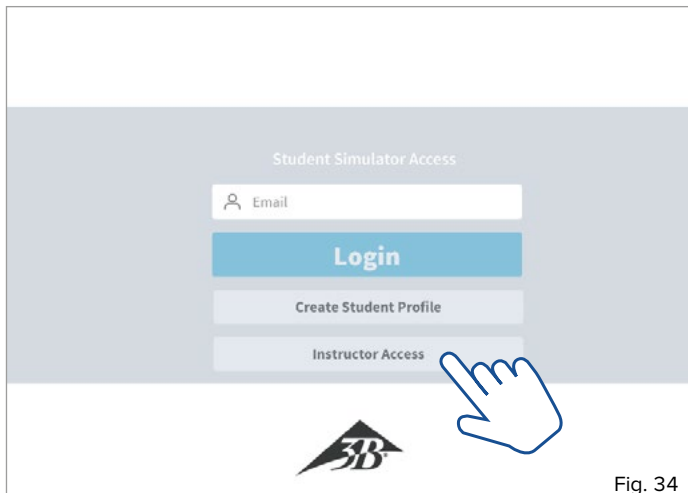 Student Simulator Access
Email
Login
Create Student Profile
Instructor Access
3B
Fig. 34